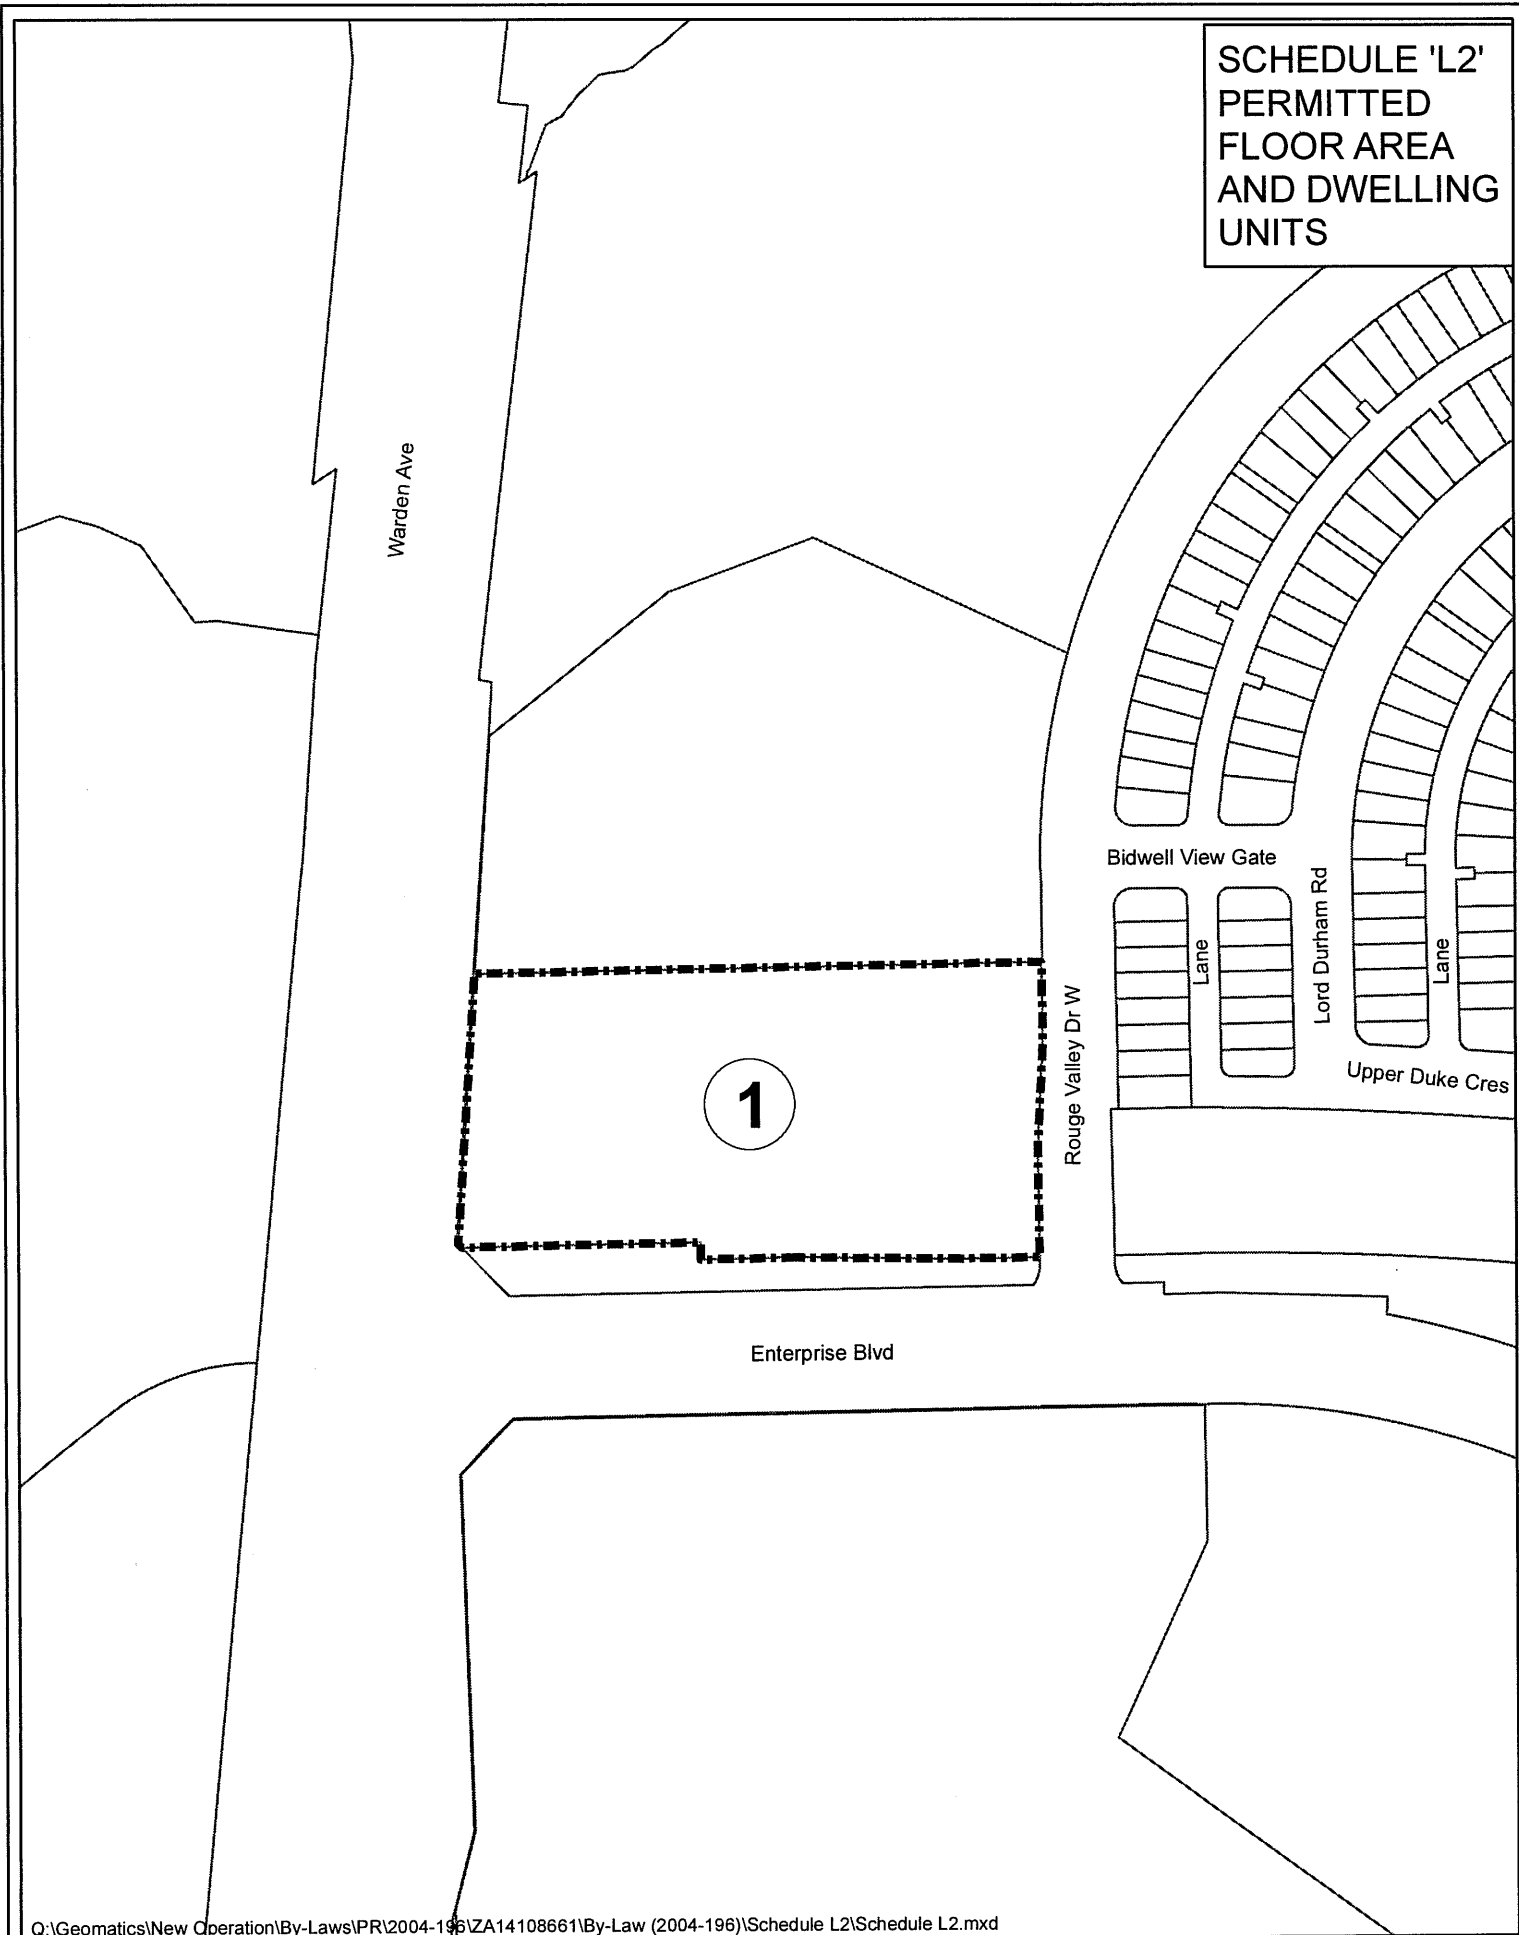 SCHEDULE 'L2'
PERMITTED
FLOOR AREA
AND DWELLING
UNITS
Warden Ave
Bidwell View Gate
Lane
Lord Durham Rd
Lane
Rouge Valley Dr W
Upper Duke Cres
1
Enterprise Blvd
Q:\Geomatics\New Operation\By-Laws\PR\2004-196\ZA14108661\By-Law (2004-196)\Schedule L2\Schedule L2.mxd